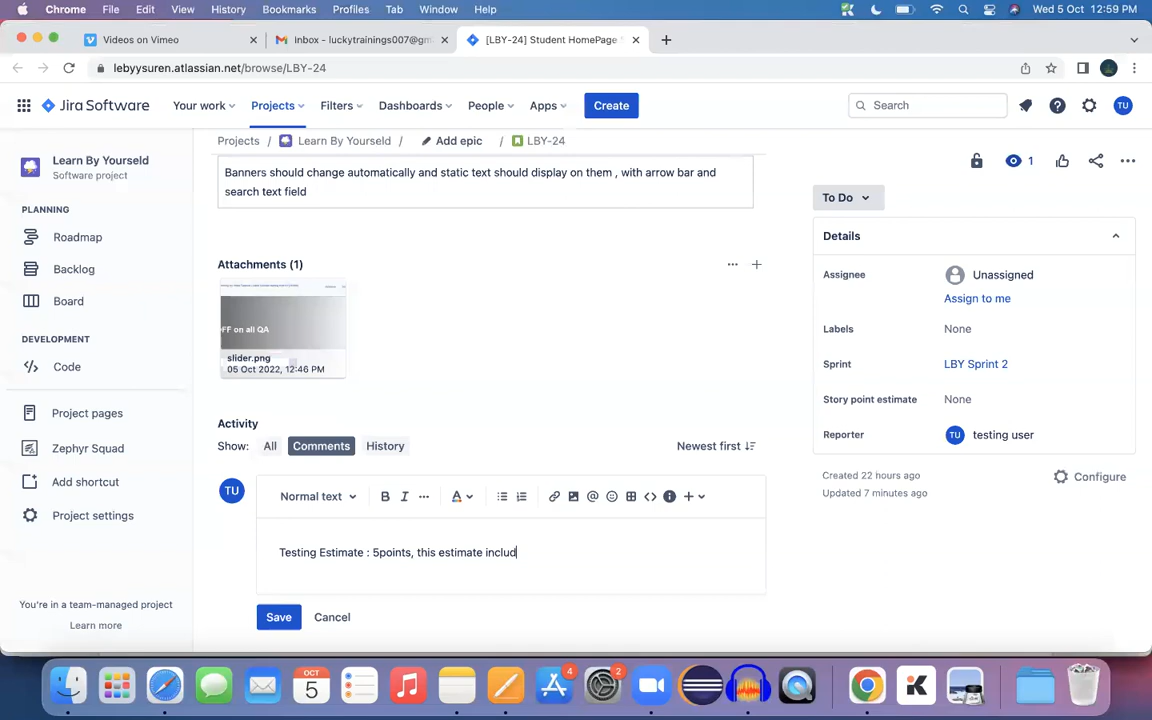 Chrome File Edit View History Bookmarks Profiles Tab Window Help Wed 5 Oct 12:59 PM
Videos on Vimeo Inbox - luckytrainings007@gm [LBY-24] Student HomePage
lebyysuren.atlassian.net/browse/LBY-24
Jira Software Your work Projects Filters Dashboards People Apps Create Search TU
Projects / Learn By Yourseld / Add epic / LBY-24
Learn By Yourseld
Software project
1
Banners should change automatically and static text should display on them , with arrow bar and
search text field
To Do
PLANNING
Roadmap
Backlog
Board
DEVELOPMENT
Code
Project pages
Zephyr Squad
Add shortcut
Project settings
You're in a team-managed project
Learn more
Attachments (1)
FF on all QA
slider.png
05 Oct 2022, 12:46 PM
Activity
Show: All Comments History Newest first
TU
Normal text B I
Testing Estimate : 5points, this estimate includ
Save Cancel
Details
Assignee Unassigned
Assign to me
Labels None
Sprint LBY Sprint 2
Story point estimate None
Reporter TU testing user
Created 22 hours ago Configure
Updated 7 minutes ago
OCT
5
4
2